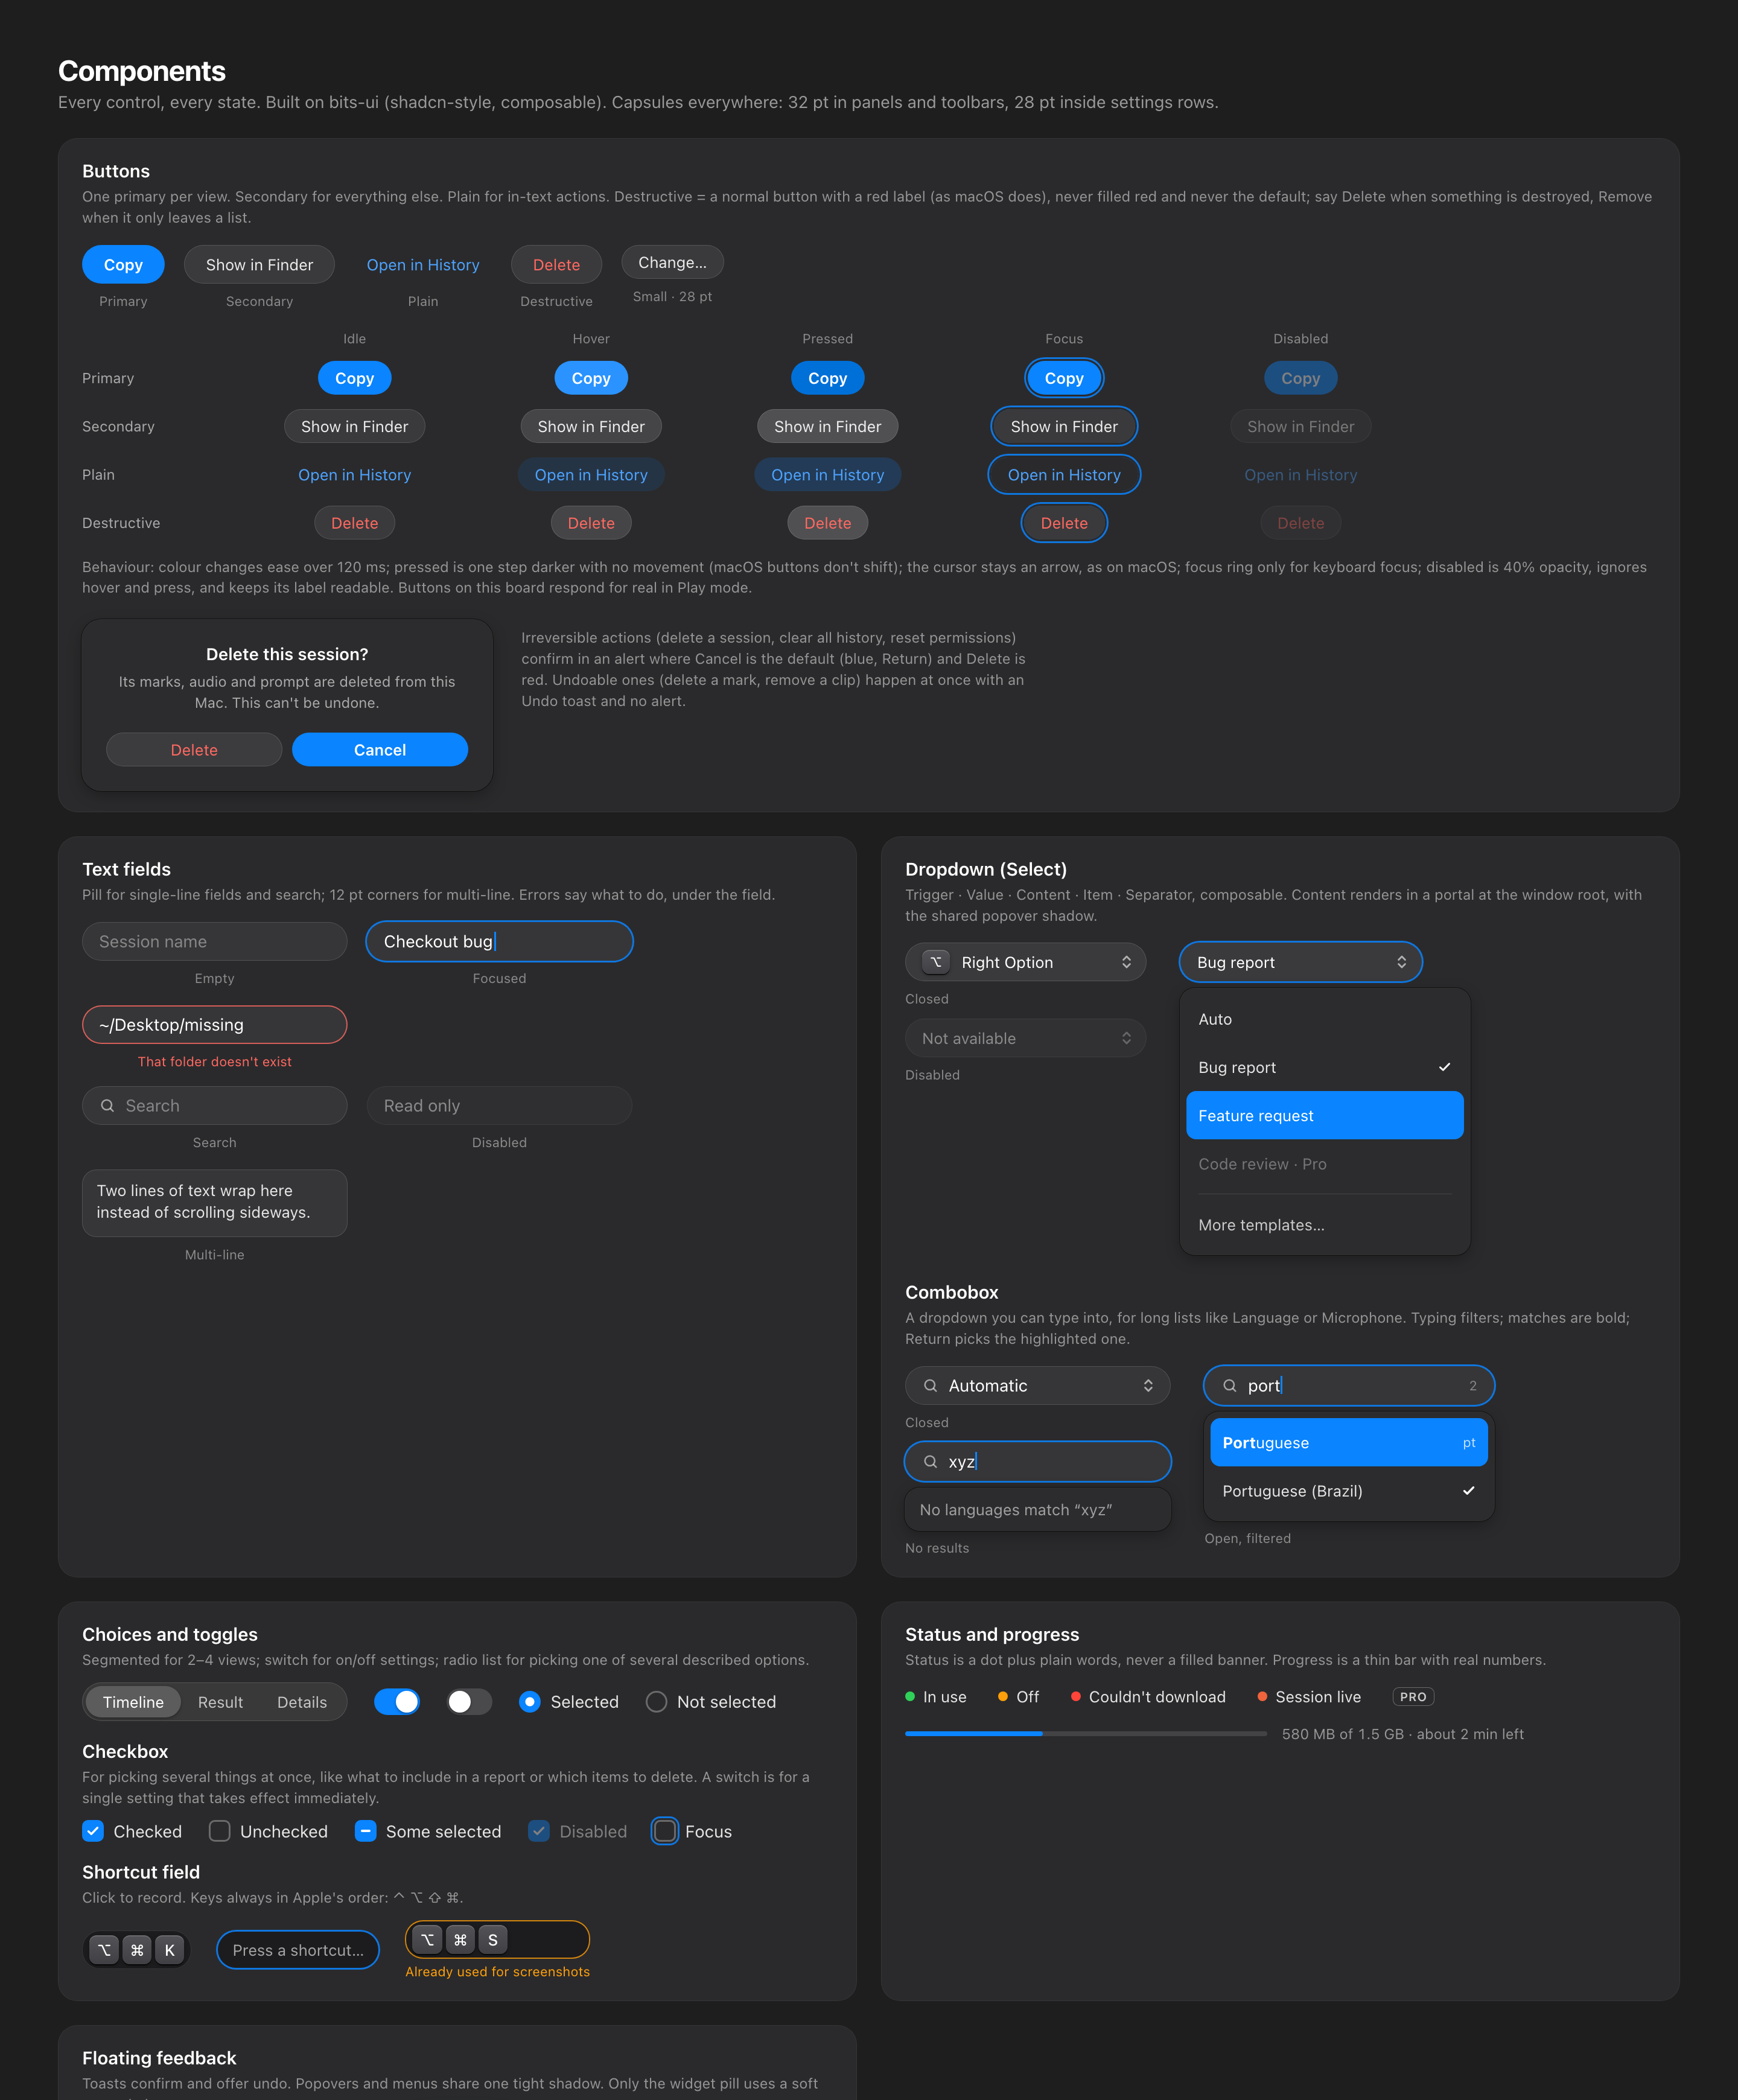 Components
Every control, every state. Built on bits-ui (shadcn-style, composable). Capsules everywhere: 32 pt in panels and toolbars, 28 pt inside settings rows.
Buttons
One primary per view. Secondary for everything else. Plain for in-text actions. Destructive = a normal button with a red label (as macOS does), never filled red and never the default; say Delete when something is destroyed, Remove
when it only leaves a list.
Copy
Show in Finder
Open in History
Delete
Change...
Primary
Secondary
Plain
Destructive
Small · 28 pt
Idle
Hover
Pressed
Focus
Disabled
Primary
Copy
Copy
Copy
Copy
Copy
Secondary
Show in Finder
Show in Finder
Show in Finder
Show in Finder
Show in Finder
Plain
Open in History
Open in History
Open in History
Open in History
Open in History
Destructive
Delete
Delete
Delete
Delete
Delete
Behaviour: colour changes ease over 120 ms; pressed is one step darker with no movement (macOS buttons don't shift); the cursor stays an arrow, as on macOS; focus ring only for keyboard focus; disabled is 40% opacity, ignores
hover and press, and keeps its label readable. Buttons on this board respond for real in Play mode.
Delete this session?
Its marks, audio and prompt are deleted from this
Mac. This can't be undone.
Delete
Cancel
Irreversible actions (delete a session, clear all history, reset permissions)
confirm in an alert where Cancel is the default (blue, Return) and Delete is
red. Undoable ones (delete a mark, remove a clip) happen at once with an
Undo toast and no alert.
Text fields
Pill for single-line fields and search; 12 pt corners for multi-line. Errors say what to do, under the field.
Session name
Checkout bug
Empty
Focused
~/Desktop/missing
That folder doesn't exist
Search
Read only
Search
Disabled
Two lines of text wrap here
instead of scrolling sideways.
Multi-line
Dropdown (Select)
Trigger · Value · Content · Item · Separator, composable. Content renders in a portal at the window root, with
the shared popover shadow.
⌥ Right Option
Closed
Not available
Disabled
Bug report
Auto
Bug report
Feature request
Code review · Pro
More templates...
Combobox
A dropdown you can type into, for long lists like Language or Microphone. Typing filters; matches are bold;
Return picks the highlighted one.
Automatic
Closed
xyz
No languages match “xyz”
No results
port 2
Portuguese pt
Portuguese (Brazil)
Open, filtered
Choices and toggles
Segmented for 2–4 views; switch for on/off settings; radio list for picking one of several described options.
Timeline
Result
Details
Selected
Not selected
Checkbox
For picking several things at once, like what to include in a report or which items to delete. A switch is for a
single setting that takes effect immediately.
Checked
Unchecked
Some selected
Disabled
Focus
Shortcut field
Click to record. Keys always in Apple's order: ⌃ ⌥ ⇧ ⌘.
⌥ ⌘ K
Press a shortcut...
⌥ ⌘ S
Already used for screenshots
Status and progress
Status is a dot plus plain words, never a filled banner. Progress is a thin bar with real numbers.
In use
Off
Couldn't download
Session live
PRO
580 MB of 1.5 GB · about 2 min left
Floating feedback
Toasts confirm and offer undo. Popovers and menus share one tight shadow. Only the widget pill uses a soft